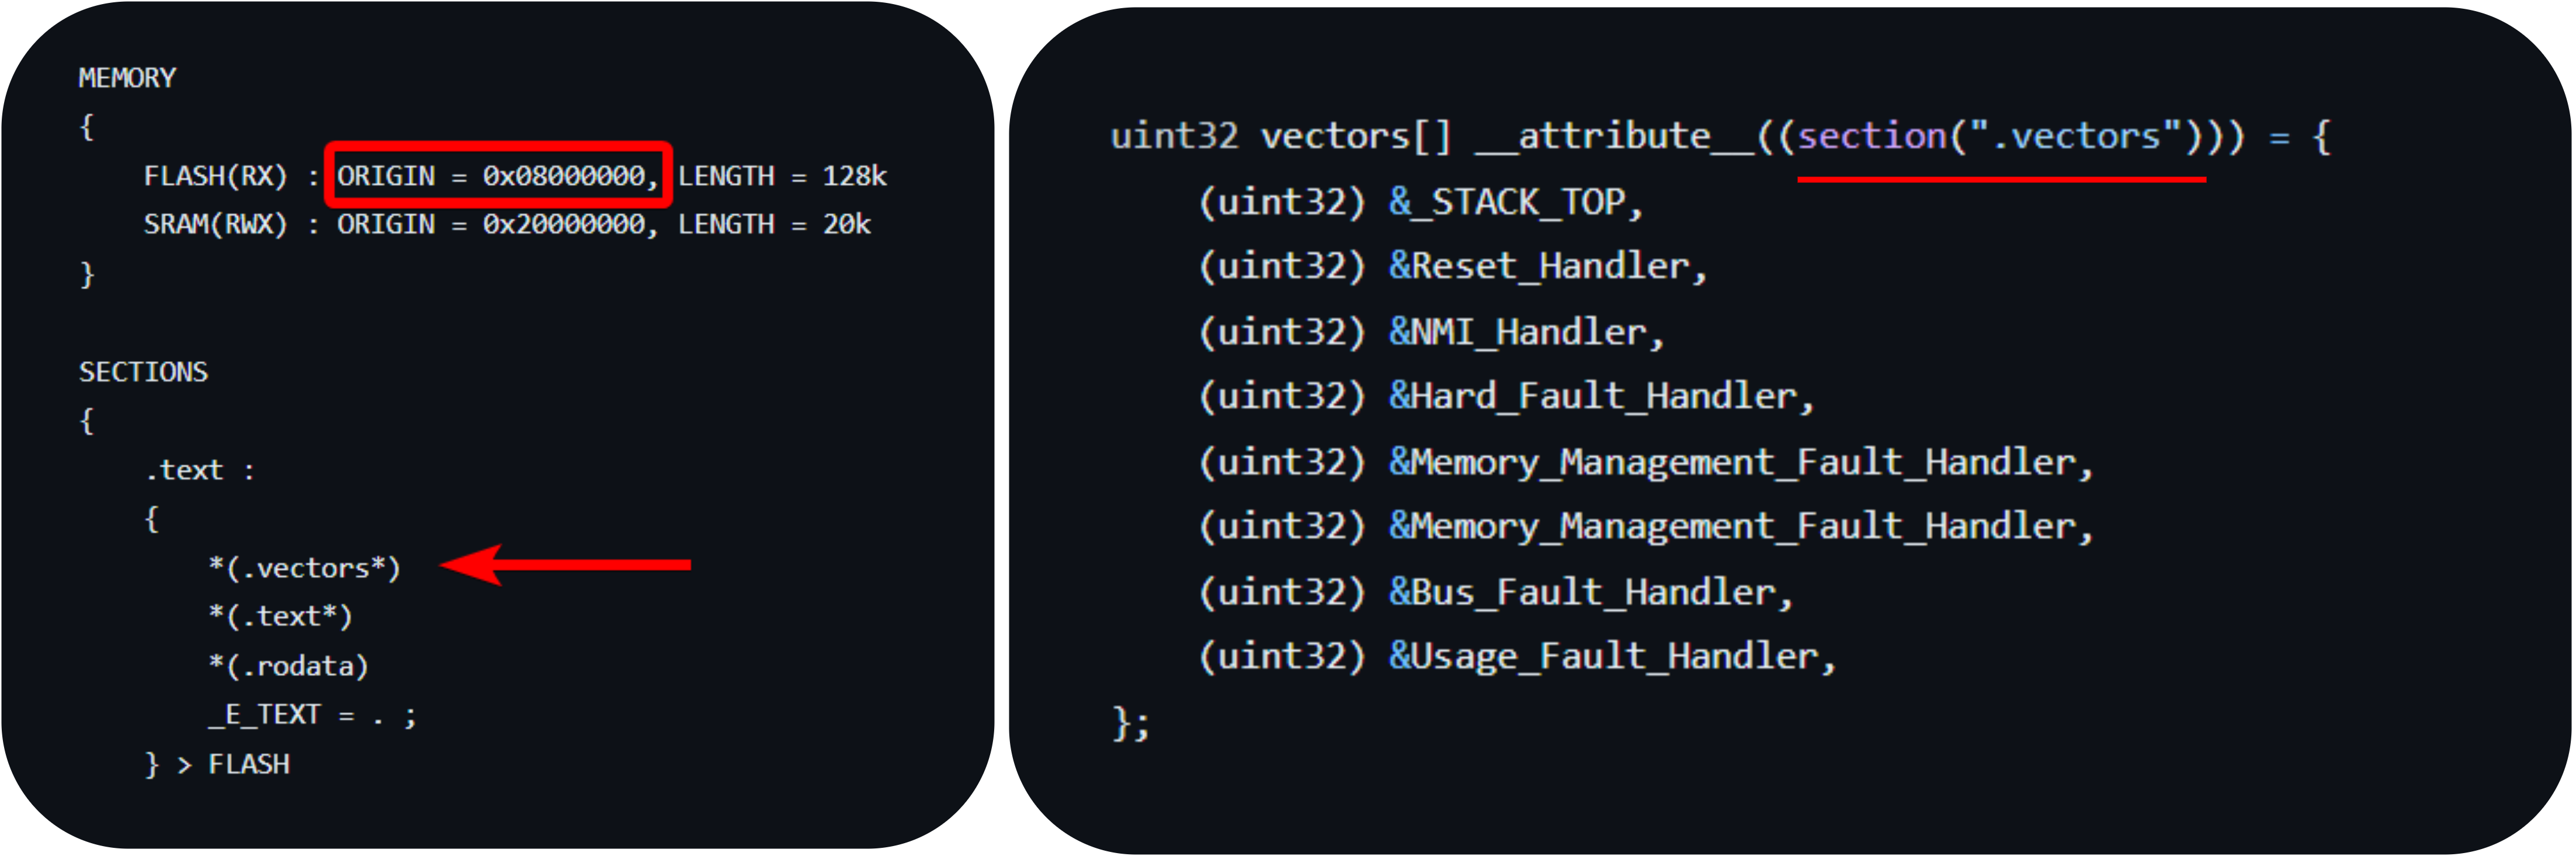 MEMORY
{
FLASH(RX) : ORIGIN = 0x08000000, LENGTH = 128k
SRAM(RWX) : ORIGIN = 0x20000000, LENGTH = 20k
}
SECTIONS
{
.text :
{
*(.vectors*)
*(.text*)
*(.rodata)
_E_TEXT = . ;
} > FLASH
uint32 vectors[] __attribute__((section(".vectors"))) = {
(uint32) &_STACK_TOP,
(uint32) &Reset_Handler,
(uint32) &NMI_Handler,
(uint32) &Hard_Fault_Handler,
(uint32) &Memory_Management_Fault_Handler,
(uint32) &Memory_Management_Fault_Handler,
(uint32) &Bus_Fault_Handler,
(uint32) &Usage_Fault_Handler,
};